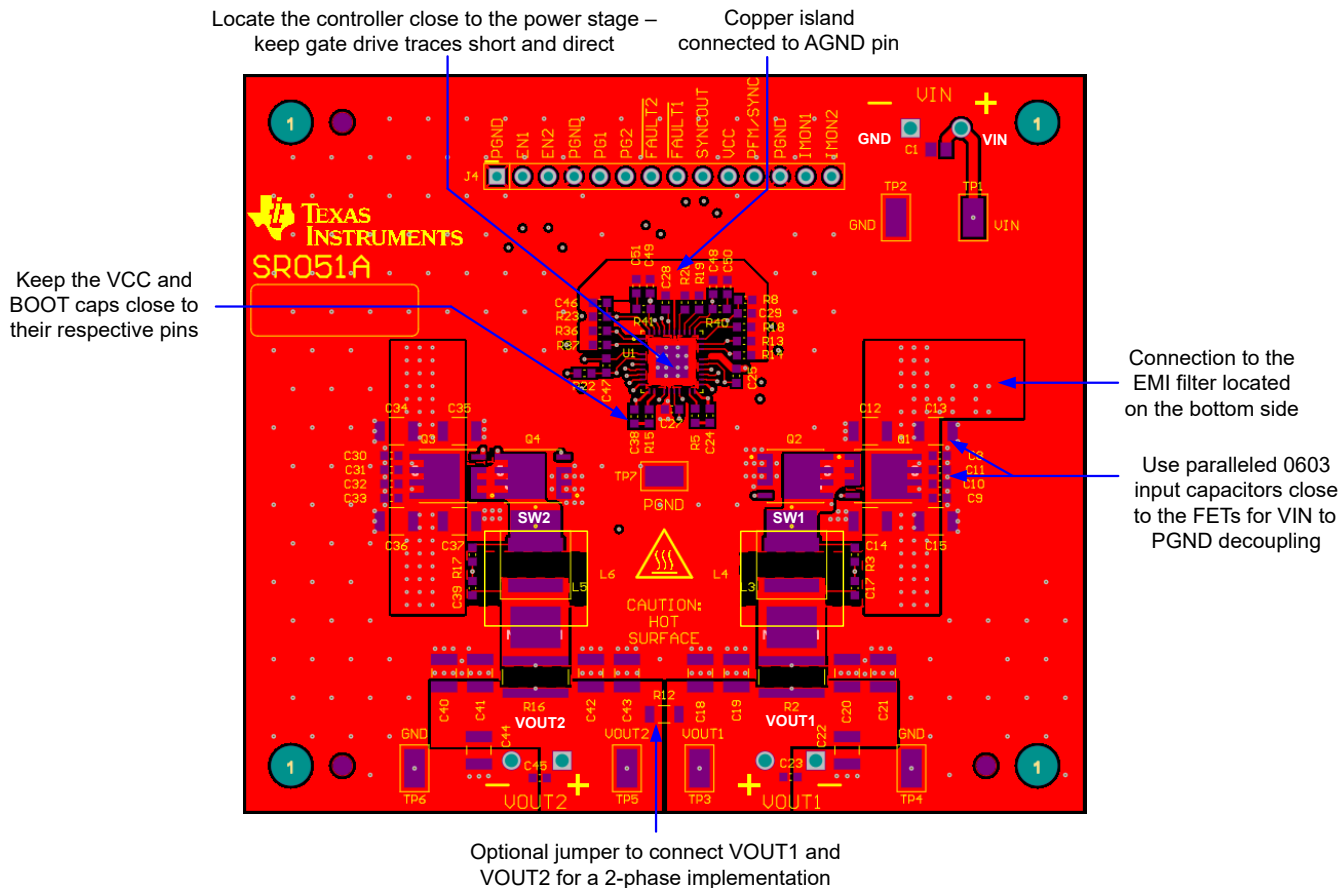 Locate the controller close to the power stage –
keep gate drive traces short and direct
Copper island
connected to AGND pin
PGND
EN1
EN2
PGND
PG1
PG2
FAULT2
FAULT1
SYNCOUT
VCC
PFM/SYNC
PGND
IMON1
IMON2
J4
– VIN +
GND
VIN
C1
TP2
TP1
GND
VIN
1
1
TEXAS
INSTRUMENTS
SR051A
Keep the VCC and
BOOT caps close to
their respective pins
C51
C49
C28
R20
R19
C48
C50
C46
R23
R36
R37
R41
R40
R8
C29
R18
R13
R14
U1
R22
C47
C25
C38
R15
C27
R5
C24
TP7
PGND
Connection to the
EMI filter located
on the bottom side
Use paralleled 0603
input capacitors close
to the FETs for VIN to
PGND decoupling
C34
C35
Q3
Q4
C30
C31
C32
C33
C36
C37
SW2
R17
C39
L5
L6
C12
C13
Q2
Q1
C3
C11
C10
C9
C14
C15
SW1
R3
C17
L4
L3
CAUTION:
HOT
SURFACE
C40
C41
R16
C42
C43
R12
C18
C19
R2
C20
C21
VOUT2
VOUT1
C44
C22
GND
VOUT2
VOUT1
GND
C45
C23
1
1
TP6
– VOUT2 +
TP5
TP3
+ VOUT1 –
TP4
Optional jumper to connect VOUT1 and
VOUT2 for a 2-phase implementation